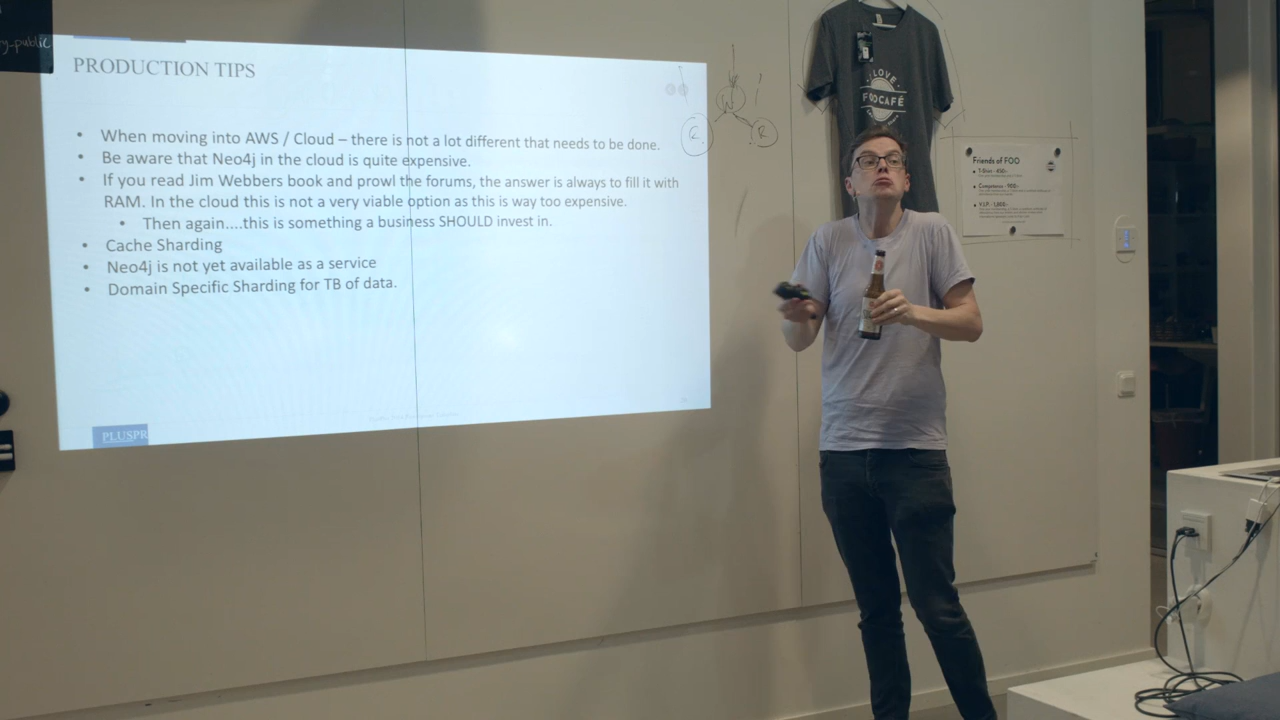 y_public
PRODUCTION TIPS
• When moving into AWS / Cloud – there is not a lot different that needs to be done.
• Be aware that Neo4j in the cloud is quite expensive.
• If you read Jim Webbers book and prowl the forums, the answer is always to fill it with
RAM. In the cloud this is not a very viable option as this is way too expensive.
• Then again....this is something a business SHOULD invest in.
• Cache Sharding
• Neo4j is not yet available as a service
• Domain Specific Sharding for TB of data.
PLUSPR
W
R
I LOVE
FOOCAFÉ
Friends of FOO